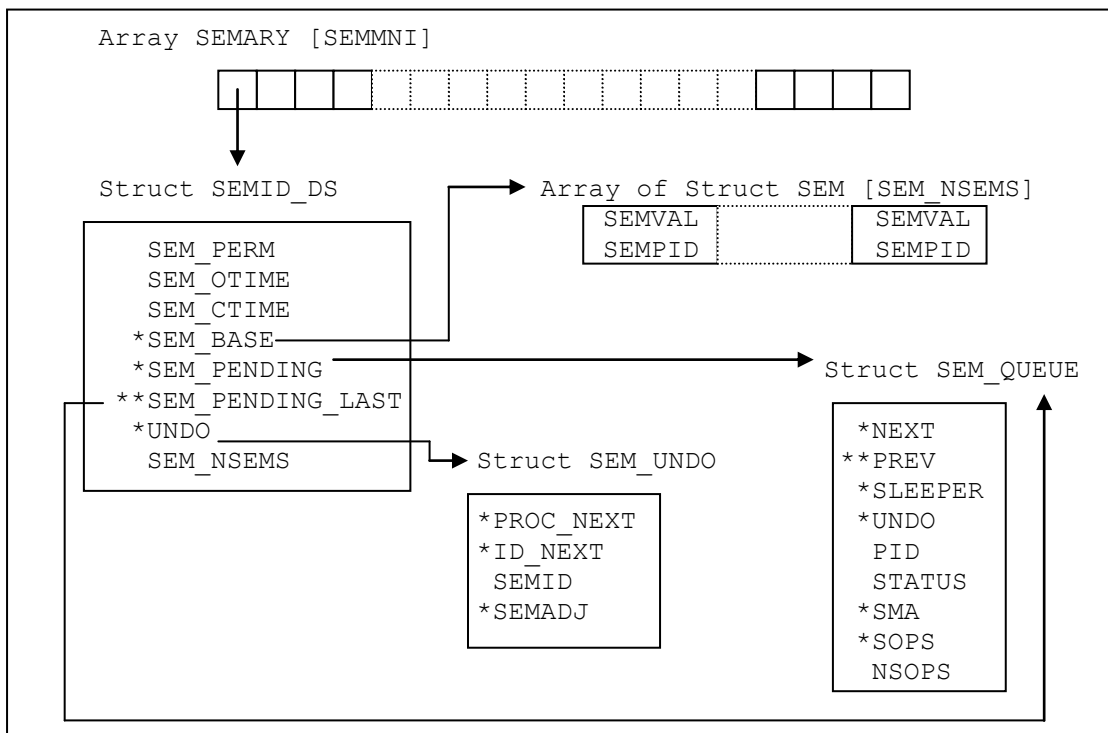 Array SEMARY [SEMMNI]
Struct SEMID_DS
SEM_PERM
SEM_OTIME
SEM_CTIME
*SEM_BASE
*SEM_PENDING
**SEM_PENDING_LAST
*UNDO
SEM_NSEMS
Array of Struct SEM [SEM_NSEMS]
SEMVAL SEMVAL
SEMPID SEMPID
Struct SEM_QUEUE
*NEXT
**PREV
*SLEEPER
*UNDO
PID
STATUS
*SMA
*SOPS
NSOPS
Struct SEM_UNDO
*PROC_NEXT
*ID_NEXT
SEMID
*SEMADJ